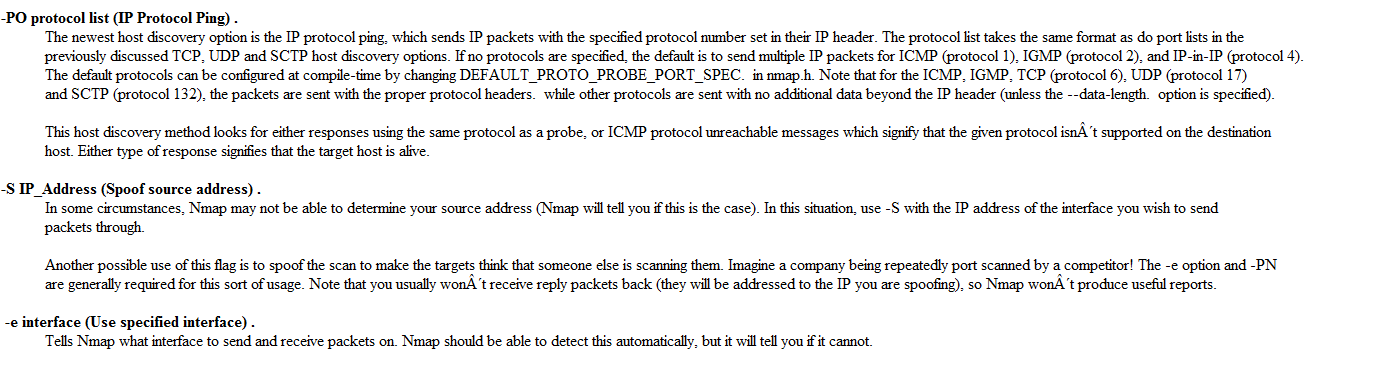 -PO protocol list (IP Protocol Ping) .
The newest host discovery option is the IP protocol ping, which sends IP packets with the specified protocol number set in their IP header. The protocol list takes the same format as do port lists in the
previously discussed TCP, UDP and SCTP host discovery options. If no protocols are specified, the default is to send multiple IP packets for ICMP (protocol 1), IGMP (protocol 2), and IP-in-IP (protocol 4).
The default protocols can be configured at compile-time by changing DEFAULT_PROTO_PROBE_PORT_SPEC.  in nmap.h. Note that for the ICMP, IGMP, TCP (protocol 6), UDP (protocol 17)
and SCTP (protocol 132), the packets are sent with the proper protocol headers.  while other protocols are sent with no additional data beyond the IP header (unless the --data-length.  option is specified).
This host discovery method looks for either responses using the same protocol as a probe, or ICMP protocol unreachable messages which signify that the given protocol isnÂ´t supported on the destination
host. Either type of response signifies that the target host is alive.
-S IP_Address (Spoof source address) .
In some circumstances, Nmap may not be able to determine your source address (Nmap will tell you if this is the case). In this situation, use -S with the IP address of the interface you wish to send
packets through.
Another possible use of this flag is to spoof the scan to make the targets think that someone else is scanning them. Imagine a company being repeatedly port scanned by a competitor! The -e option and -PN
are generally required for this sort of usage. Note that you usually wonÂ´t receive reply packets back (they will be addressed to the IP you are spoofing), so Nmap wonÂ´t produce useful reports.
-e interface (Use specified interface) .
Tells Nmap what interface to send and receive packets on. Nmap should be able to detect this automatically, but it will tell you if it cannot.